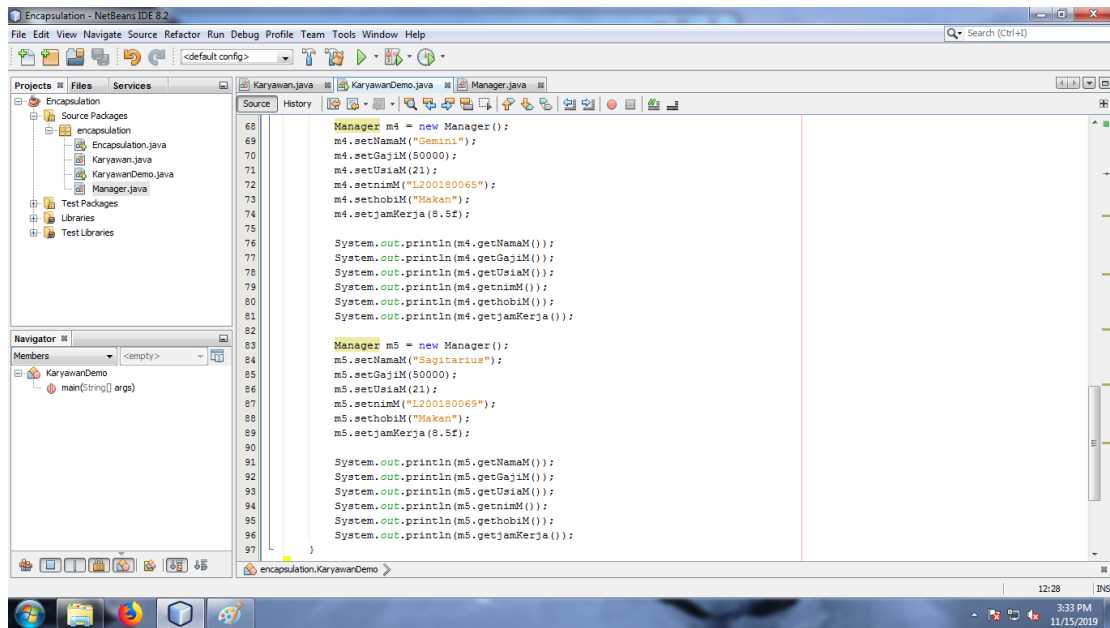 Encapsulation - NetBeans IDE 8.2
File Edit View Navigate Source Refactor Run Debug Profile Team Tools Window Help
Search (Ctrl+I)
<default config>
Projects Files Services
Karyawan.java KaryawanDemo.java Manager.java
Source History
Encapsulation
Source Packages
encapsulation
Encapsulation.java
Karyawan.java
KaryawanDemo.java
Manager.java
Test Packages
Libraries
Test Libraries
Navigator
Members <empty>
KaryawanDemo
main(String[] args)
68 Manager m4 = new Manager();
69 m4.setNamaM("Gemini");
70 m4.setGajiM(50000);
71 m4.setUsiaM(21);
72 m4.setnimM("L200180065");
73 m4.sethobiM("Makan");
74 m4.setjamKerja(8.5f);
75
76 System.out.println(m4.getNamaM());
77 System.out.println(m4.getGajiM());
78 System.out.println(m4.getUsiaM());
79 System.out.println(m4.getnimM());
80 System.out.println(m4.gethobiM());
81 System.out.println(m4.getjamKerja());
82
83 Manager m5 = new Manager();
84 m5.setNamaM("Sagitarius");
85 m5.setGajiM(50000);
86 m5.setUsiaM(21);
87 m5.setnimM("L200180069");
88 m5.sethobiM("Makan");
89 m5.setjamKerja(8.5f);
90
91 System.out.println(m5.getNamaM());
92 System.out.println(m5.getGajiM());
93 System.out.println(m5.getUsiaM());
94 System.out.println(m5.getnimM());
95 System.out.println(m5.gethobiM());
96 System.out.println(m5.getjamKerja());
97 }
encapsulation.KaryawanDemo
12:28 INS
3:33 PM
11/15/2019